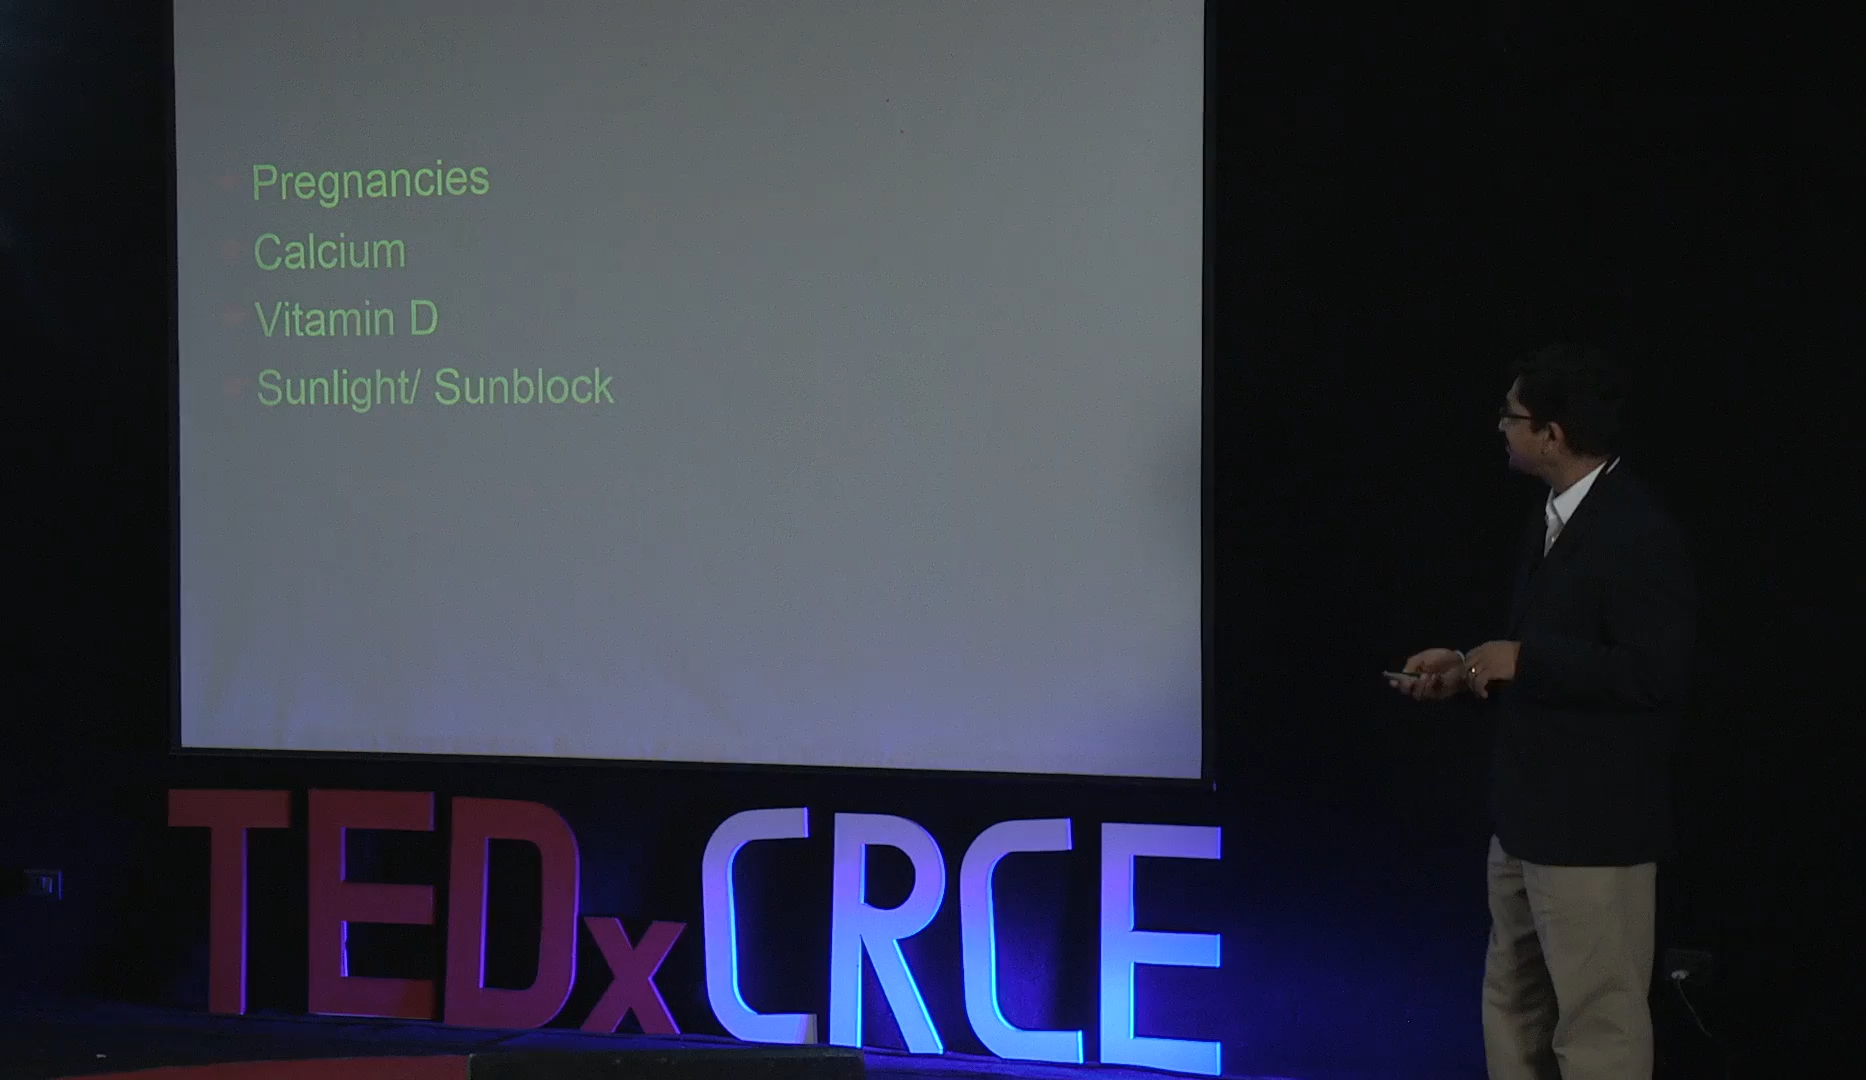 Pregnancies
Calcium
Vitamin D
Sunlight/ Sunblock
TEDxCRCE